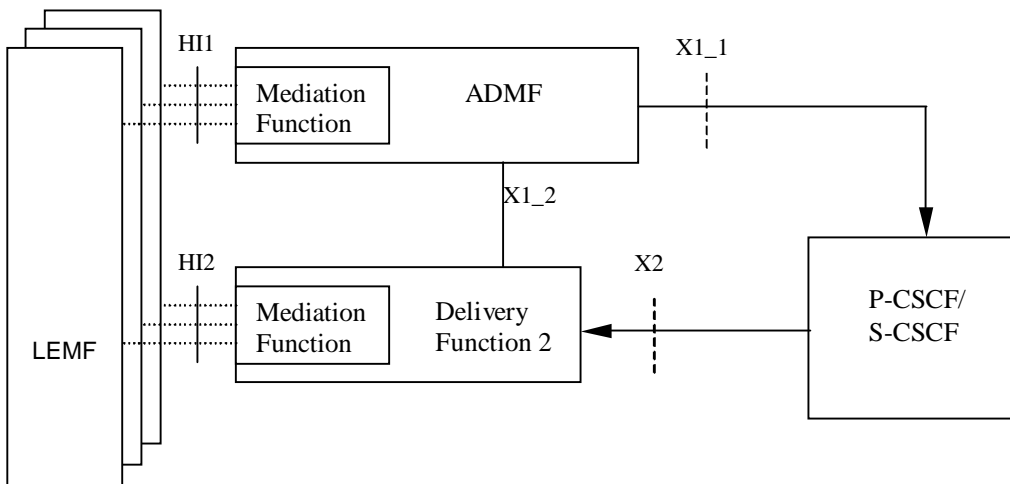 HI1
X1_1
Mediation
Function
ADMF
X1_2
HI2
X2
Mediation
Function
Delivery
Function 2
P-CSCF/
S-CSCF
LEMF